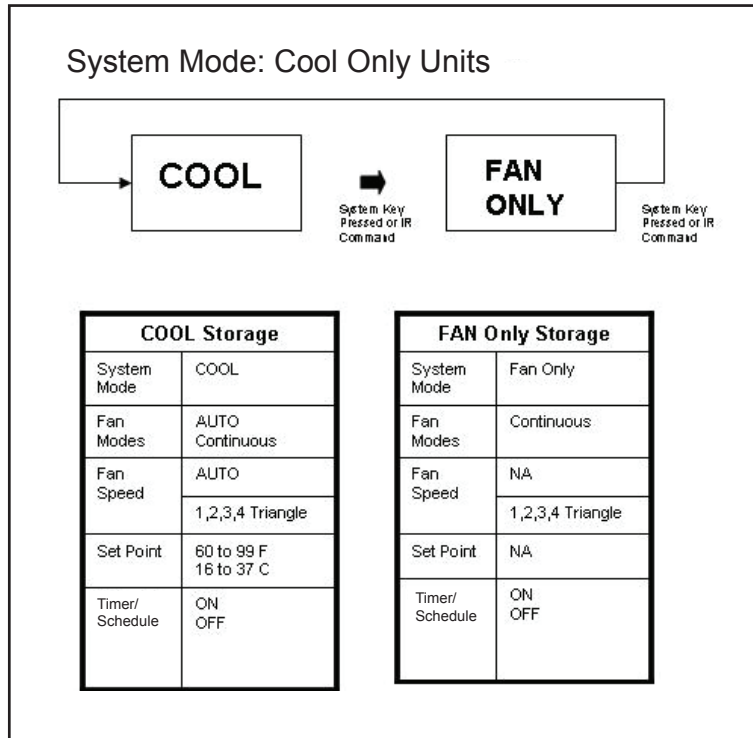 System Mode: Cool Only Units
COOL
System Key
Pressed or IR
Command
FAN
ONLY
System Key
Pressed or IR
Command
COOL Storage
System
Mode
COOL
Fan
Modes
AUTO
Continuous
Fan
Speed
AUTO
1,2,3,4 Triangle
Set Point
60 to 99 F
16 to 37 C
Timer/
Schedule
ON
OFF
FAN Only Storage
System
Mode
Fan Only
Fan
Modes
Continuous
Fan
Speed
NA
1,2,3,4 Triangle
Set Point
NA
Timer/
Schedule
ON
OFF